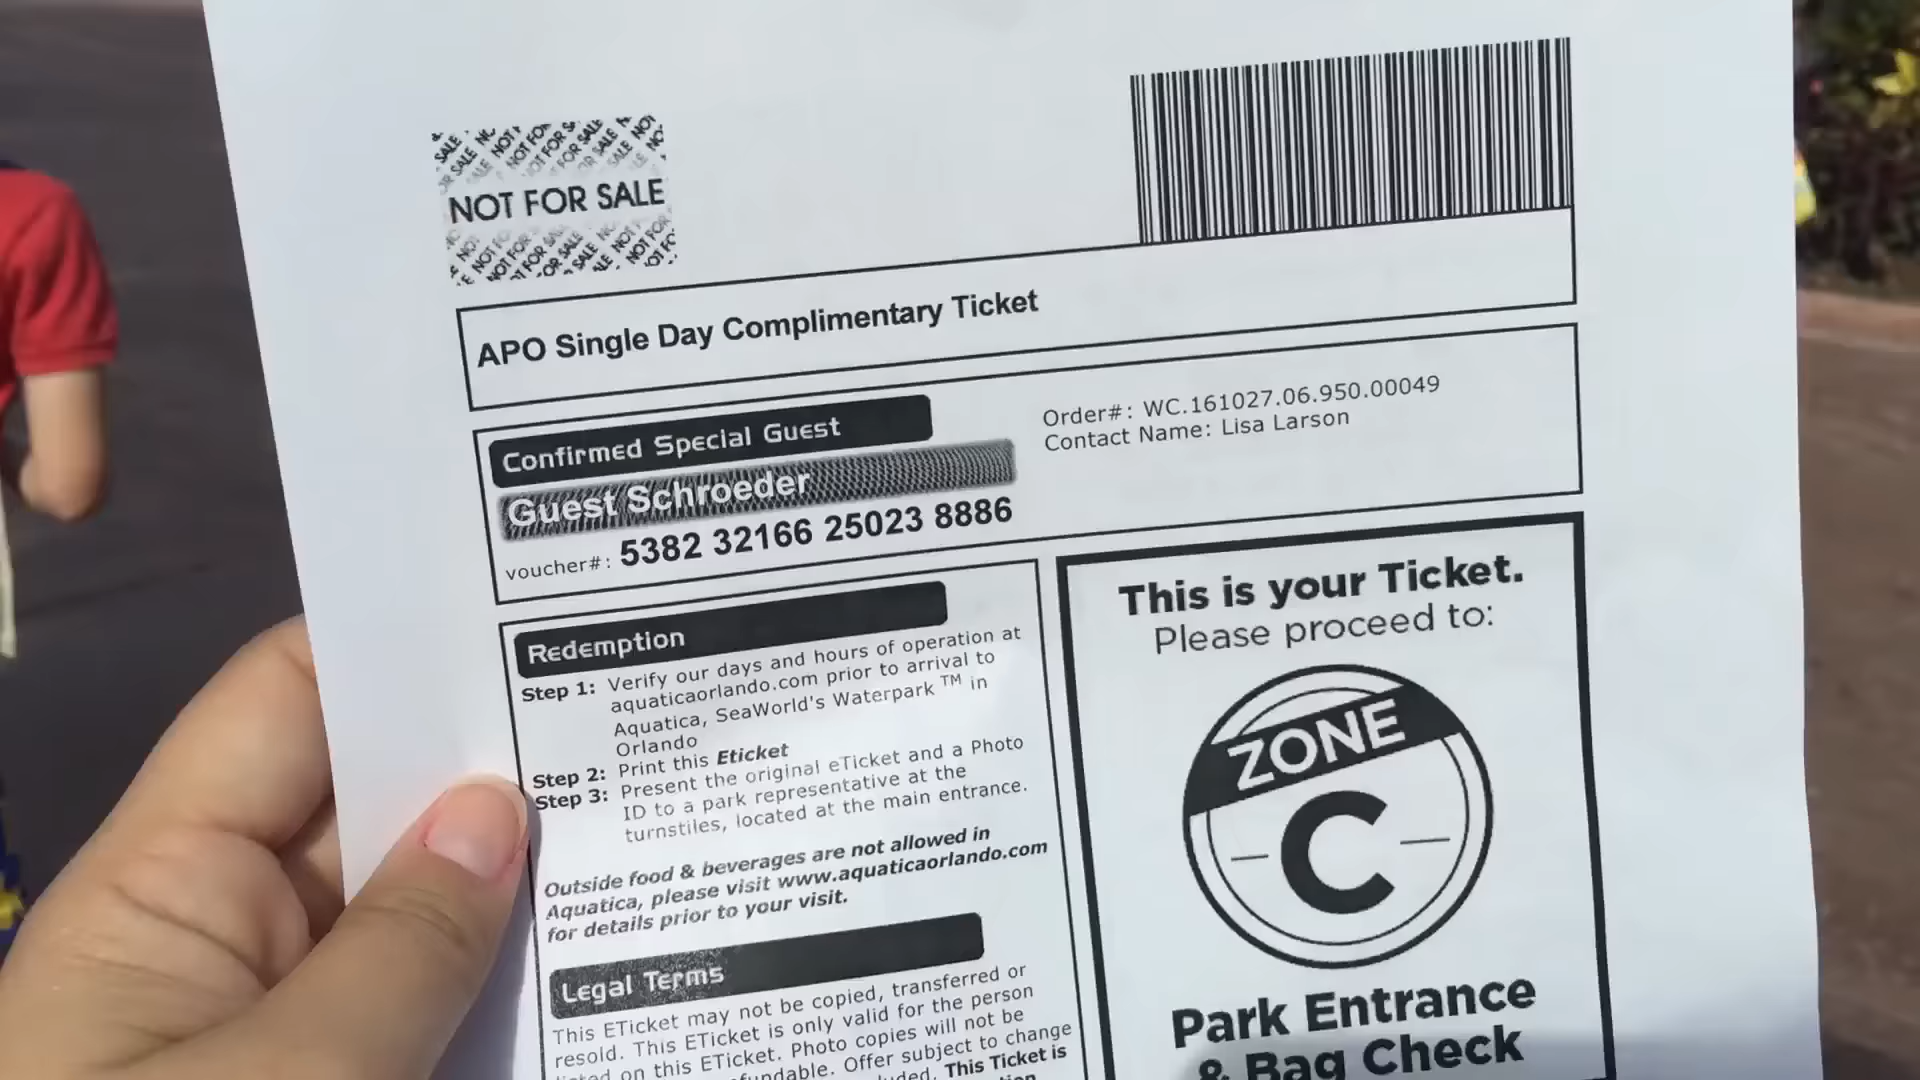 NOT FOR SALE
APO Single Day Complimentary Ticket
Confirmed Special Guest
Guest Schroeder
voucher#: 5382 32166 25023 8886
Order#: WC.161027.06.950.00049
Contact Name: Lisa Larson
Redemption
Step 1: Verify our days and hours of operation at
aquaticaorlando.com prior to arrival to
Aquatica, SeaWorld's Waterpark ™ in
Orlando
Step 2: Print this Eticket
Step 3: Present the original eTicket and a Photo
ID to a park representative at the
turnstiles, located at the main entrance.
Outside food & beverages are not allowed in
Aquatica, please visit www.aquaticaorlando.com
for details prior to your visit.
Legal Terms
This ETicket may not be copied, transferred or
resold. This ETicket is only valid for the person
on this ETicket. Photo copies will not be
Offer subject to change
This Ticket is
This is your Ticket.
Please proceed to:
ZONE
C
Park Entrance
& Bag Check